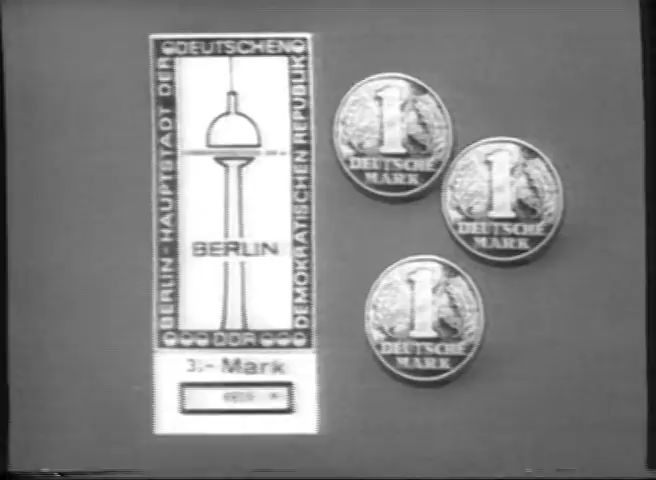 DEUTSCHEN
BERLIN - HAUPTSTADT DER
DEMOKRATISCHEN REPUBLIK
BERLIN
DDR
3,- Mark
1
DEUTSCHE
MARK
1
DEUTSCHE
MARK
1
DEUTSCHE
MARK